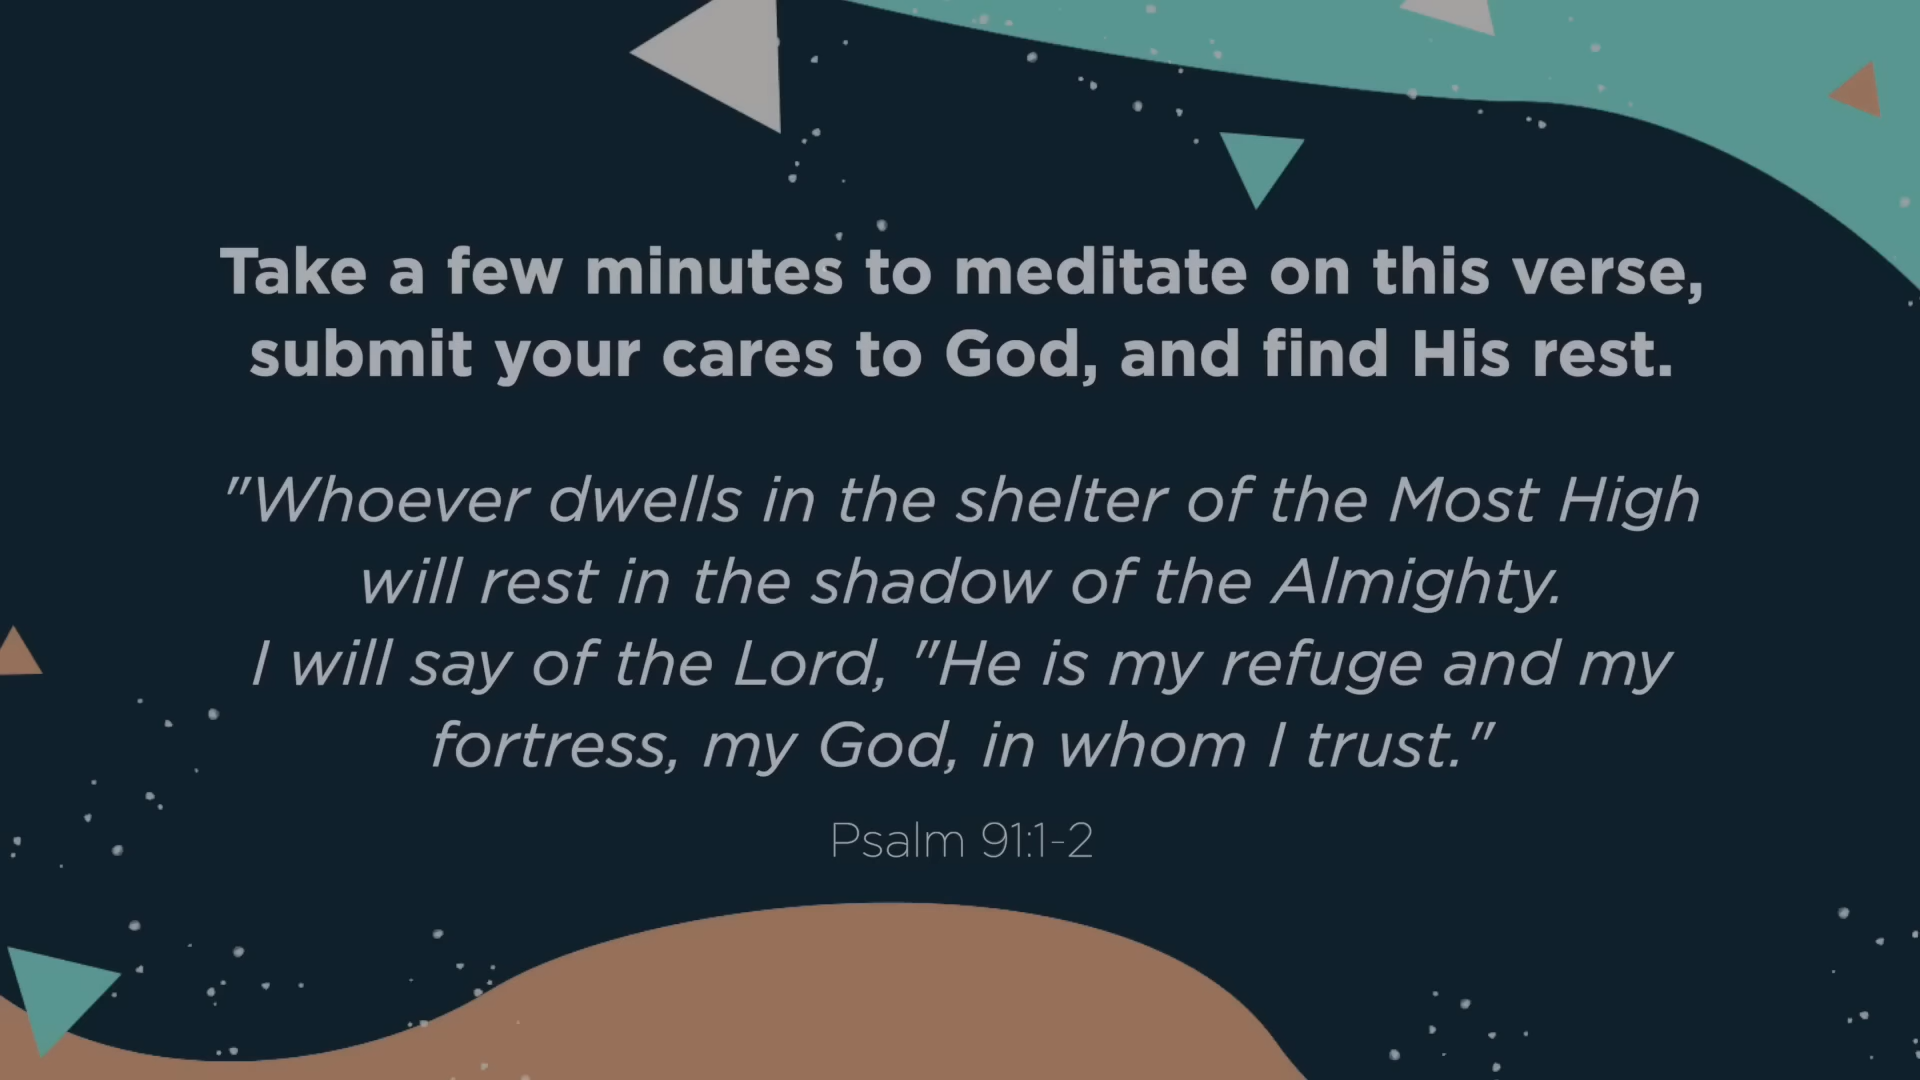 Take a few minutes to meditate on this verse,
submit your cares to God, and find His rest.
"Whoever dwells in the shelter of the Most High
will rest in the shadow of the Almighty.
I will say of the Lord, "He is my refuge and my
fortress, my God, in whom I trust."
Psalm 91:1-2